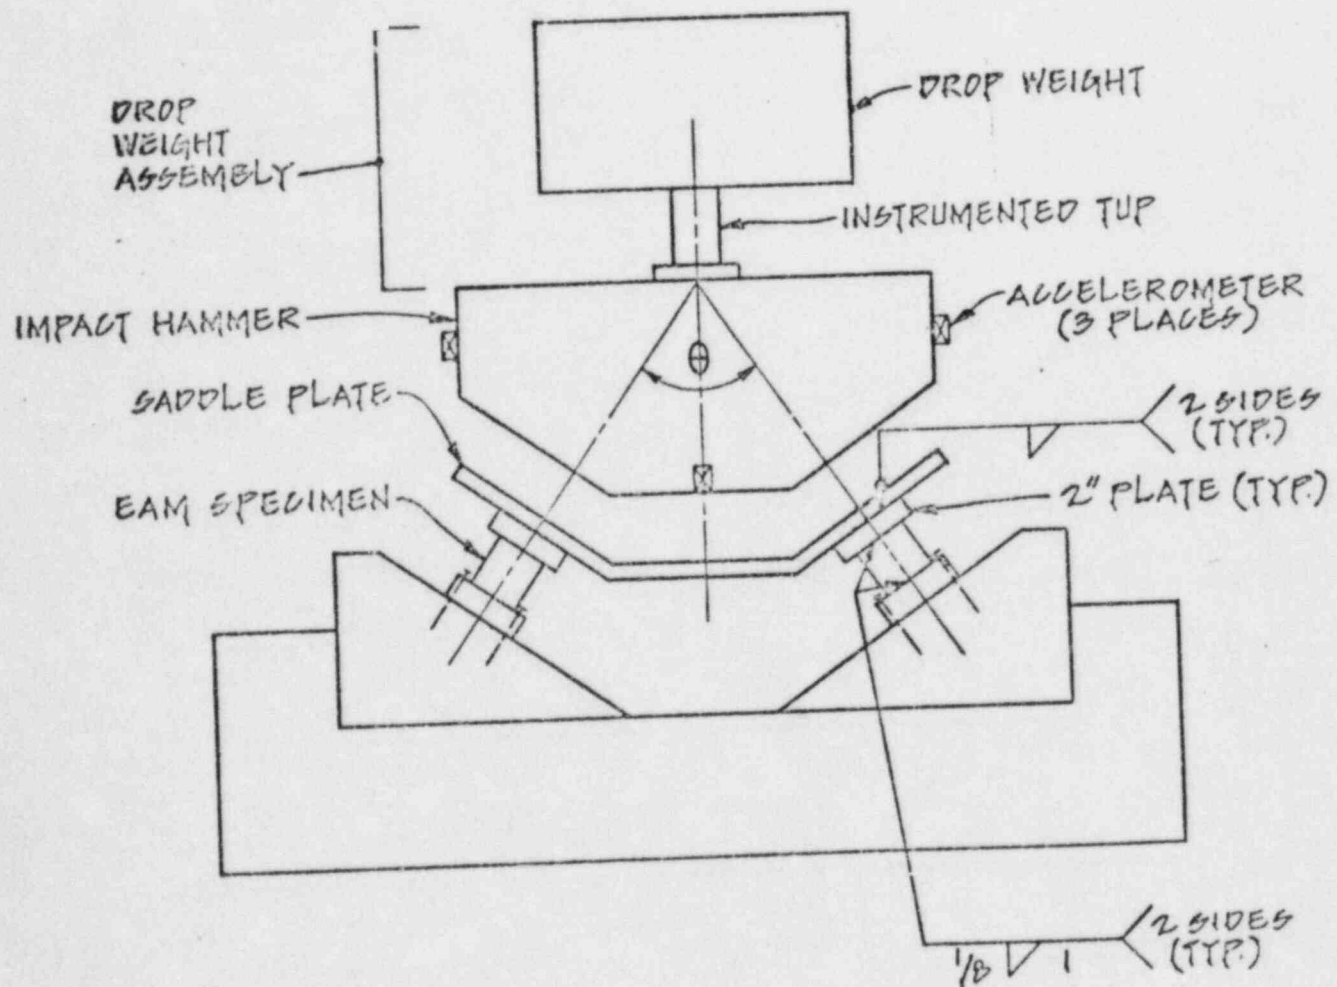 DROP
WEIGHT
ASSEMBLY
DROP WEIGHT
INSTRUMENTED TUP
IMPACT HAMMER
ACCELEROMETER
(3 PLACES)
SADDLE PLATE
θ
2 SIDES
(TYP.)
EAM SPECIMEN
2" PLATE (TYP.)
2 SIDES
(TYP.)
1/8 1